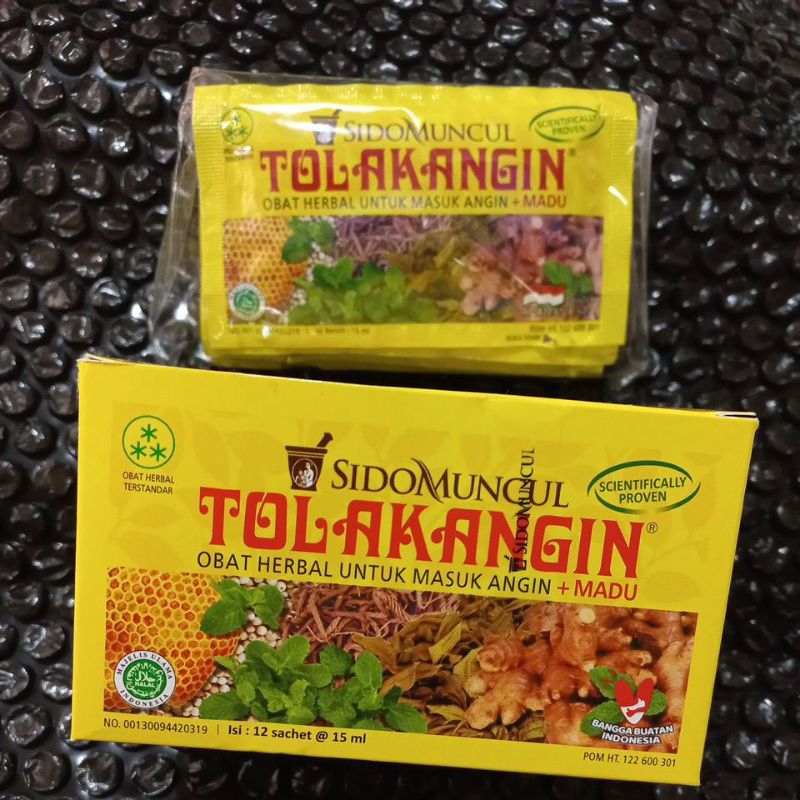 SIDOMUNCUL
SCIENTIFICALLY
PROVEN
TOLAKANGIN®
OBAT HERBAL UNTUK MASUK ANGIN + MADU
POM HT. 122 600 301
OBAT HERBAL
TERSTANDAR
SIDOMUNCUL
SCIENTIFICALLY
PROVEN
TOLAKANGIN®
SIDOMUNCUL
OBAT HERBAL UNTUK MASUK ANGIN + MADU
MAJELIS ULAMA
HALAL
INDONESIA
BANGGA BUATAN
INDONESIA
NO. 00130094420319 | Isi : 12 sachet @ 15 ml
POM HT. 122 600 301